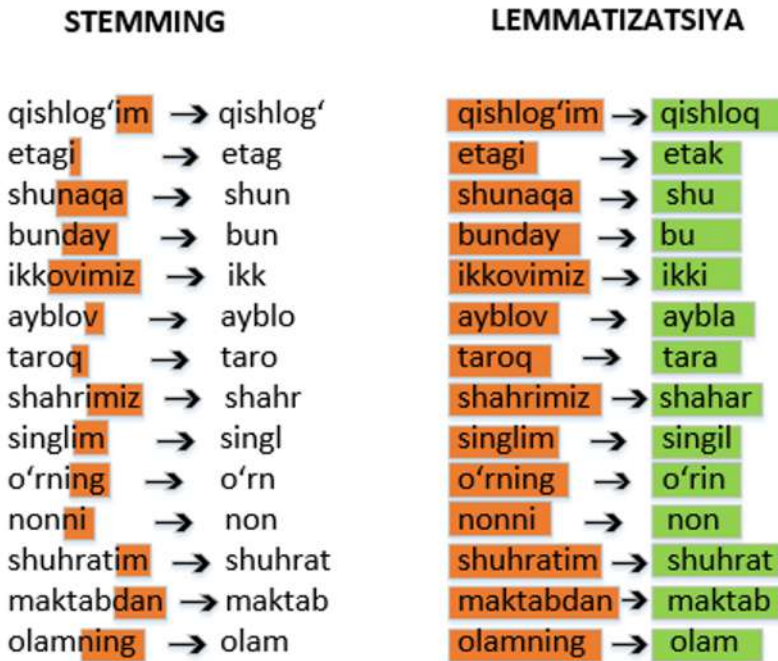 STEMMING LEMMATIZATSIYA
qishlog‘im → qishlog‘ qishlog‘im → qishloq
etagi → etag etagi → etak
shunaqa → shun shunaqa → shu
bunday → bun bunday → bu
ikkovimiz → ikk ikkovimiz → ikki
ayblov → ayblo ayblov → aybla
taroq → taro taroq → tara
shahrimiz → shahr shahrimiz → shahar
singlim → singl singlim → singil
o‘rning → o‘rn o‘rning → o‘rin
nonni → non nonni → non
shuhratim → shuhrat shuhratim → shuhrat
maktabdan → maktab maktabdan → maktab
olamning → olam olamning → olam